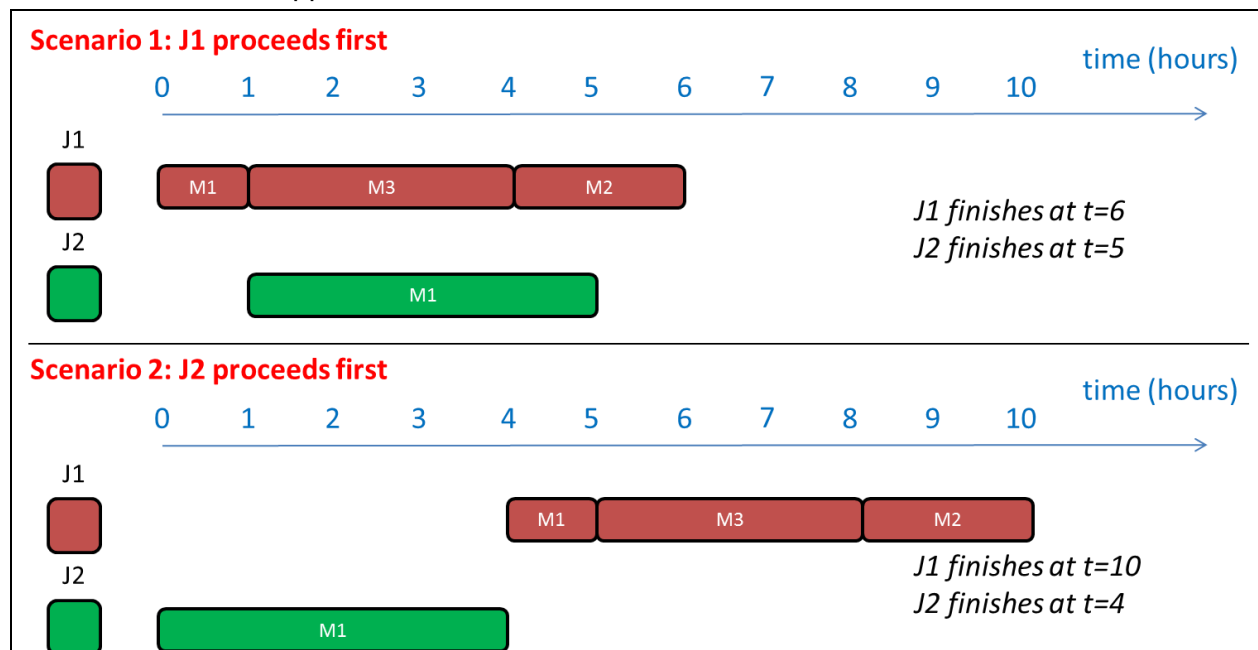 Scenario 1: J1 proceeds first
time (hours)
0 1 2 3 4 5 6 7 8 9 10
J1
M1 M3 M2
J1 finishes at t=6
J2 finishes at t=5
J2
M1
Scenario 2: J2 proceeds first
time (hours)
0 1 2 3 4 5 6 7 8 9 10
J1
M1 M3 M2
J1 finishes at t=10
J2 finishes at t=4
J2
M1